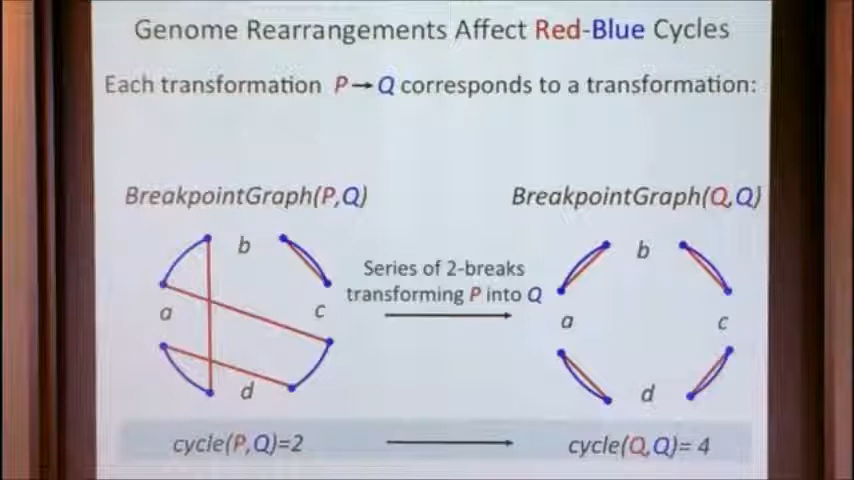 Genome Rearrangements Affect Red-Blue Cycles
Each transformation P→Q corresponds to a transformation:
BreakpointGraph(P,Q)
BreakpointGraph(Q,Q)
b
b
Series of 2-breaks
transforming P into Q
a
c
a
c
d
d
cycle(P,Q)=2
cycle(Q,Q)= 4